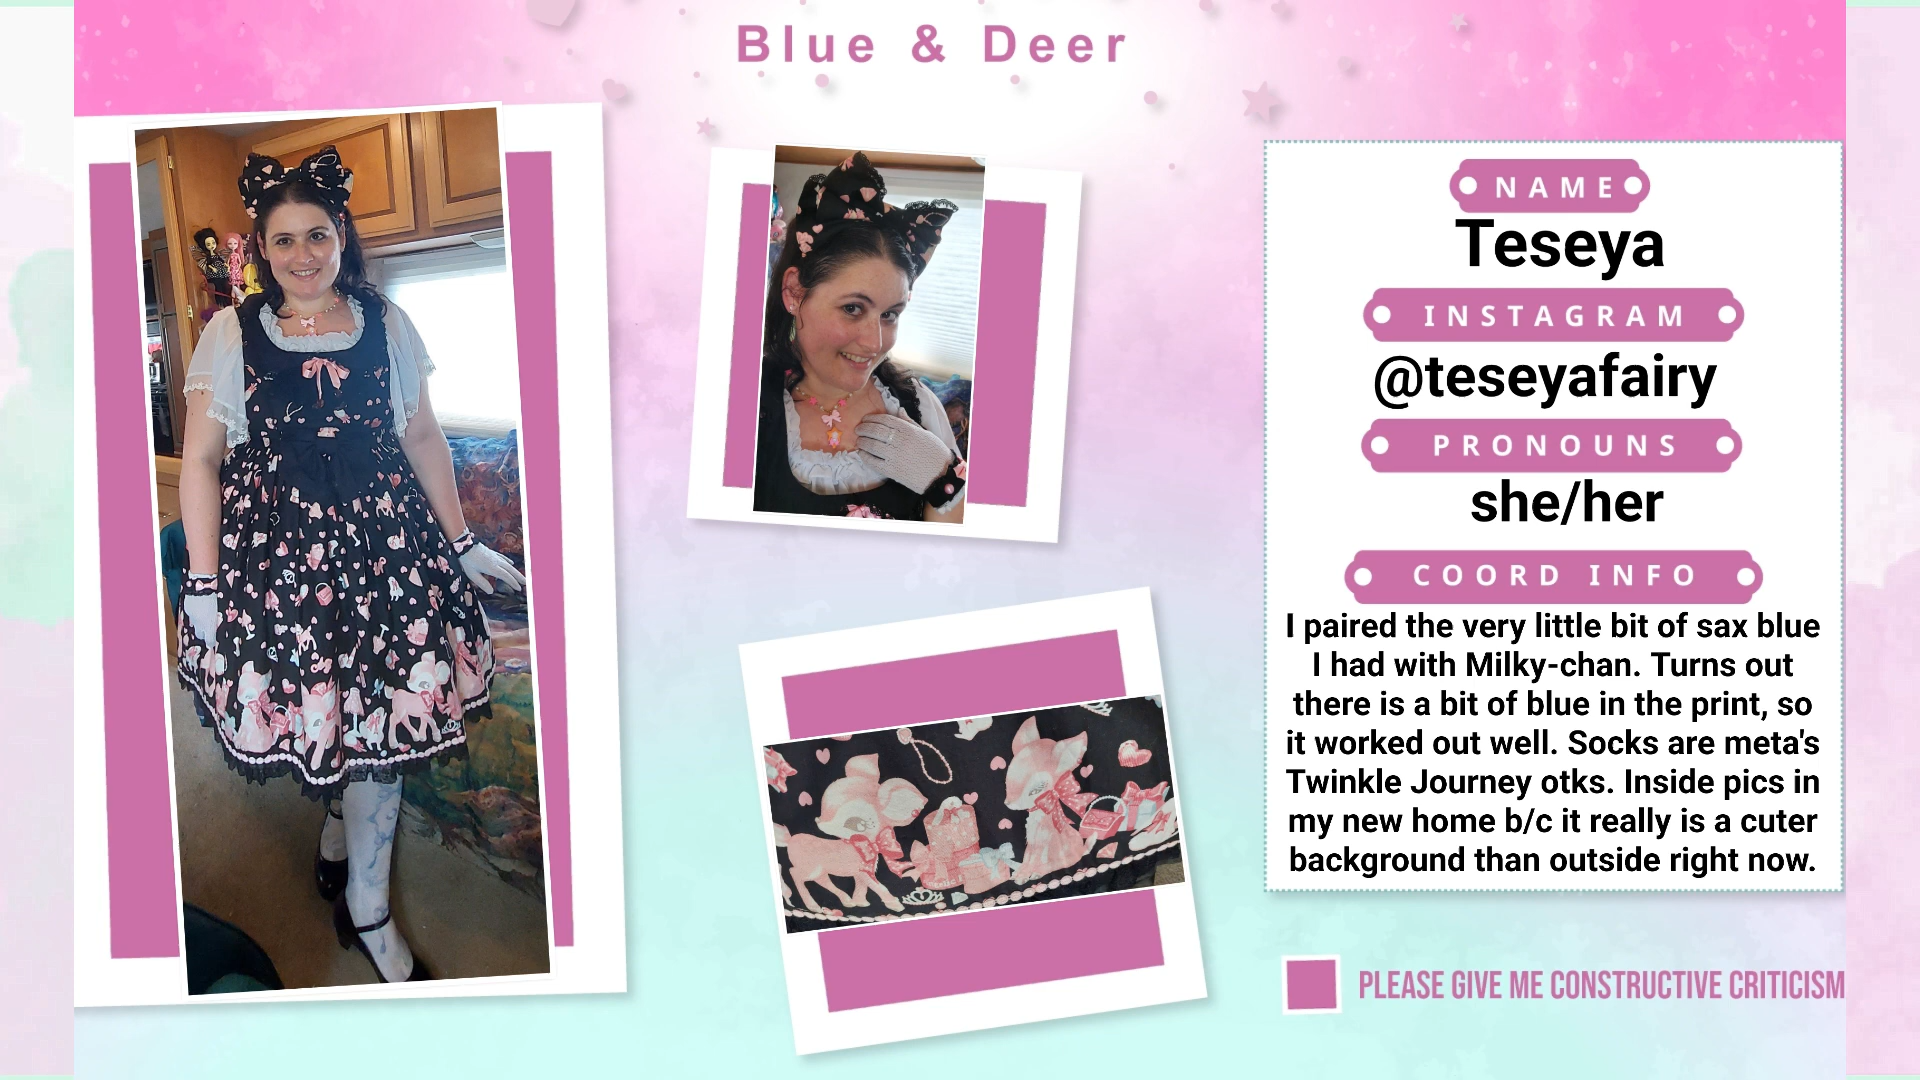 Blue & Deer
NAME
Teseya
INSTAGRAM
@teseyafairy
PRONOUNS
she/her
COORD INFO
I paired the very little bit of sax blue
I had with Milky-chan. Turns out
there is a bit of blue in the print, so
it worked out well. Socks are meta's
Twinkle Journey otks. Inside pics in
my new home b/c it really is a cuter
background than outside right now.
PLEASE GIVE ME CONSTRUCTIVE CRITICISM